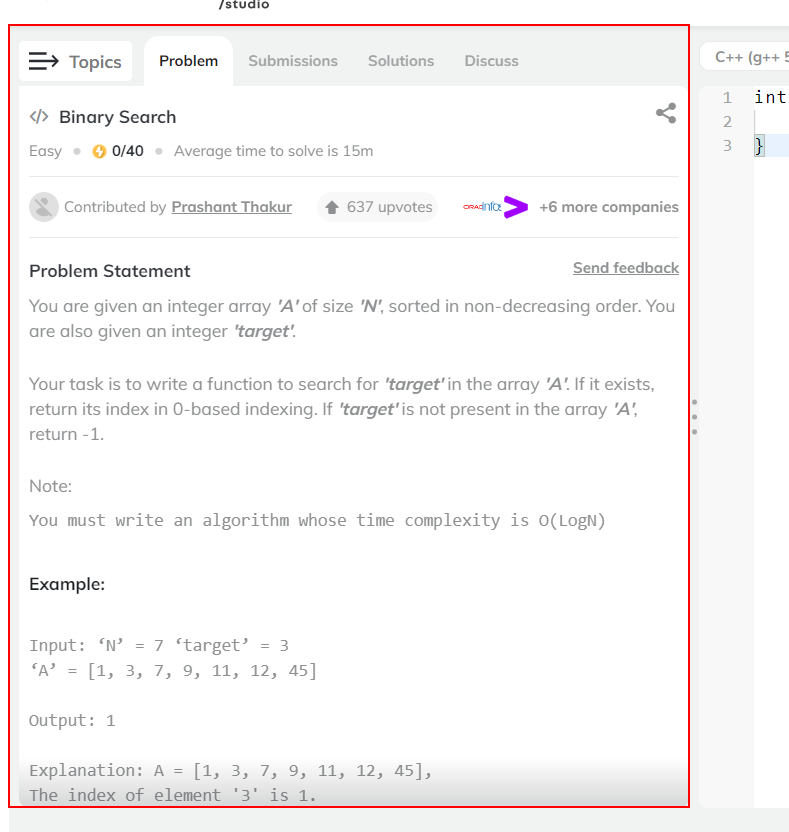 /studio
Topics
Problem
Submissions
Solutions
Discuss
C++ (g++ 5
</> Binary Search
Easy • 0/40 • Average time to solve is 15m
Contributed by Prashant Thakur
637 upvotes
+6 more companies
Problem Statement
Send feedback
You are given an integer array 'A' of size 'N', sorted in non-decreasing order. You
are also given an integer 'target'.
Your task is to write a function to search for 'target' in the array 'A'. If it exists,
return its index in 0-based indexing. If 'target' is not present in the array 'A',
return -1.
Note:
You must write an algorithm whose time complexity is O(LogN)
Example:
Input: ‘N’ = 7 ‘target’ = 3
‘A’ = [1, 3, 7, 9, 11, 12, 45]
Output: 1
Explanation: A = [1, 3, 7, 9, 11, 12, 45],
The index of element '3' is 1.
1 int
2
3 }